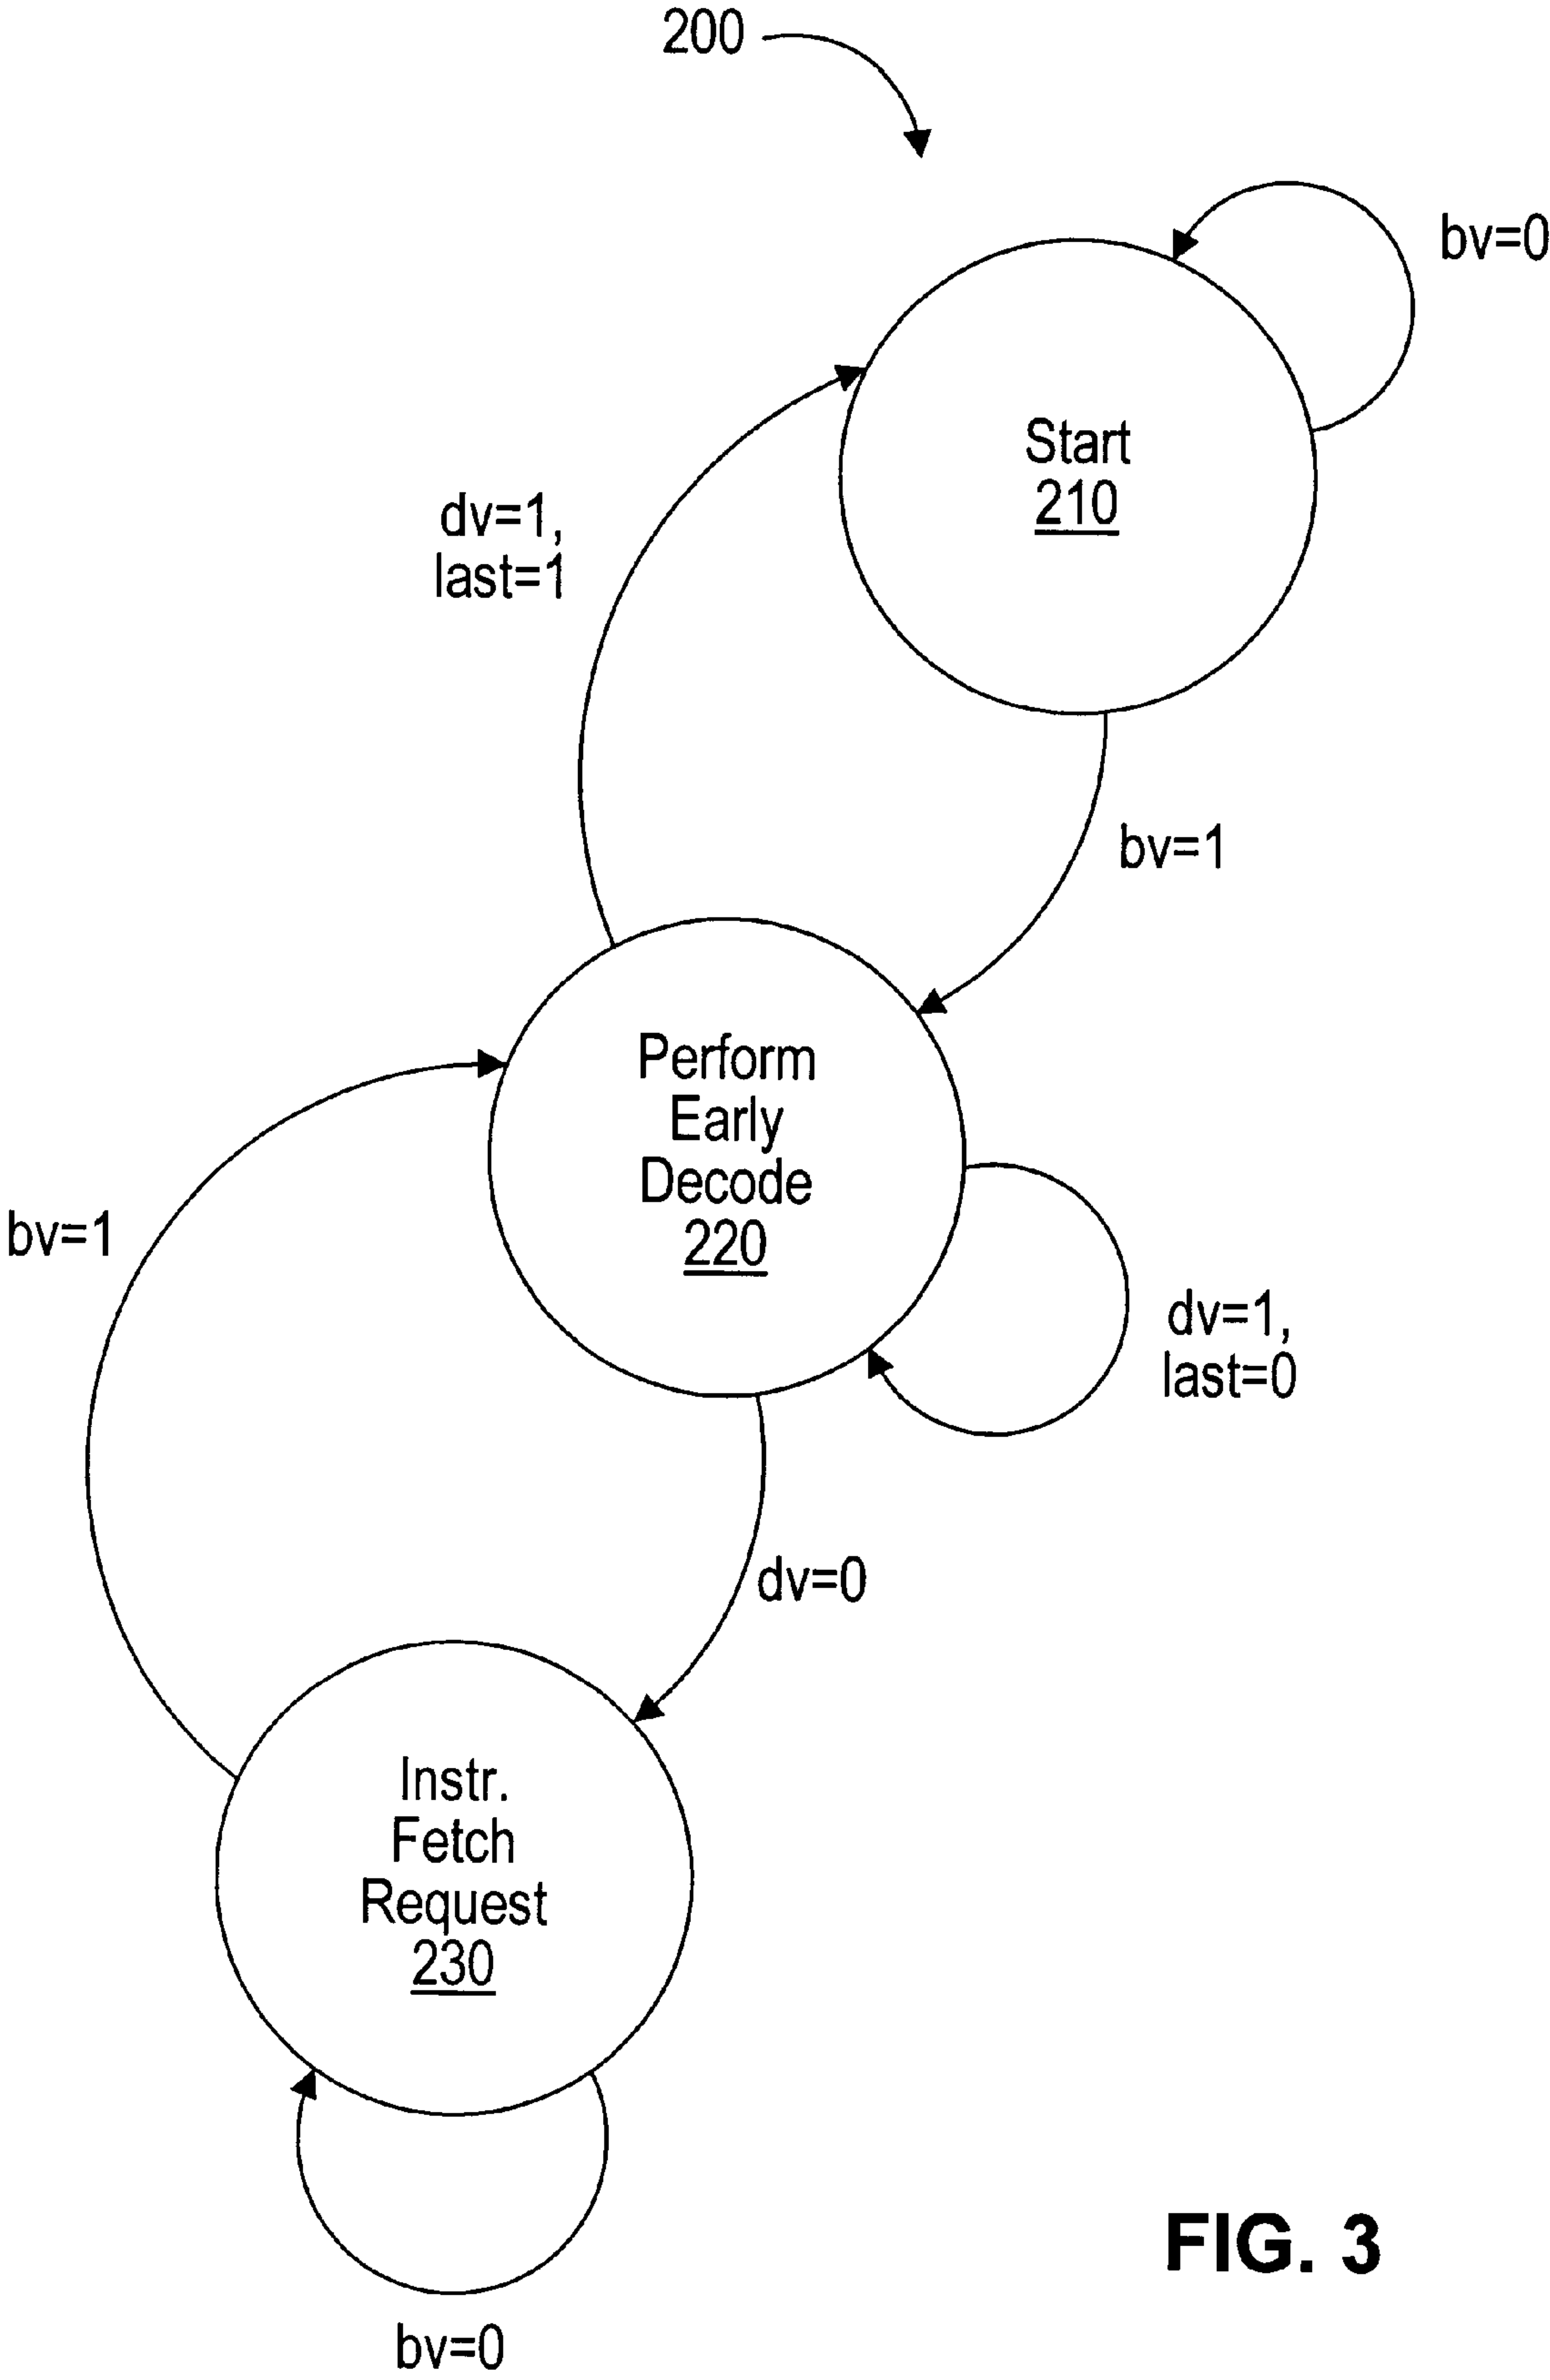 200
bv=0
Start
210
dv=1,
last=1
bv=1
Perform
Early
Decode
220
bv=1
dv=1,
last=0
dv=0
Instr.
Fetch
Request
230
bv=0
FIG. 3